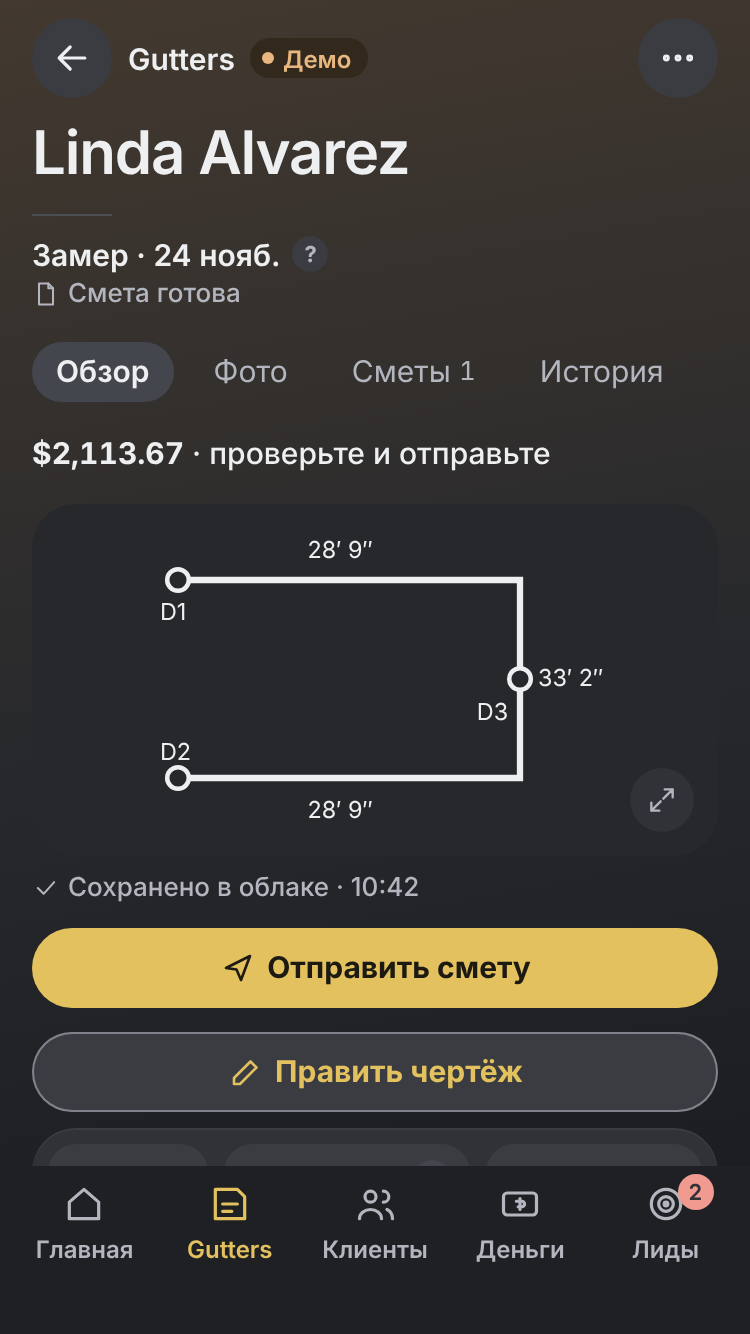 Gutters
Демо
Linda Alvarez
Замер · 24 нояб. ?
Смета готова
Обзор
Фото
Сметы 1
История
$2,113.67 · проверьте и отправьте
28′ 9″
D1
33′ 2″
D3
D2
28′ 9″
Сохранено в облаке · 10:42
Отправить смету
Править чертёж
2
Главная
Gutters
Клиенты
Деньги
Лиды